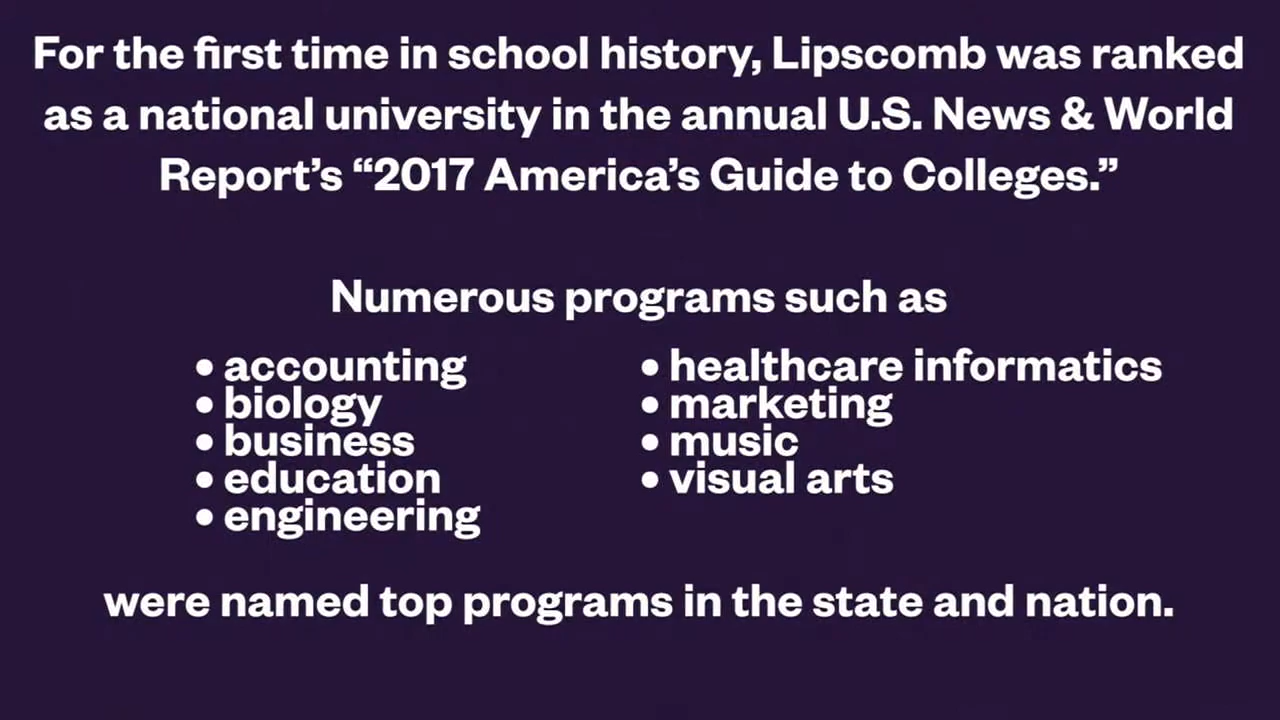 For the first time in school history, Lipscomb was ranked
as a national university in the annual U.S. News & World
Report’s “2017 America’s Guide to Colleges.”
Numerous programs such as
• accounting
• biology
• business
• education
• engineering
• healthcare informatics
• marketing
• music
• visual arts
were named top programs in the state and nation.